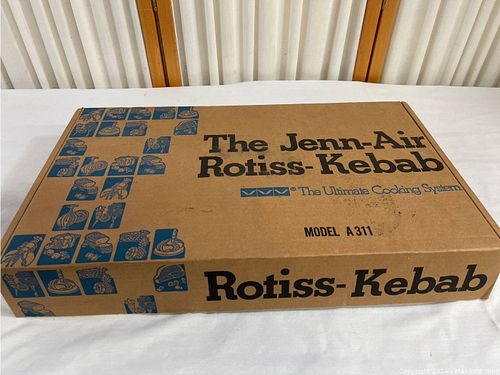 The Jenn-Air
Rotiss-Kebab
® The Ultimate Cooking System
MODEL A311
Rotiss-Kebab